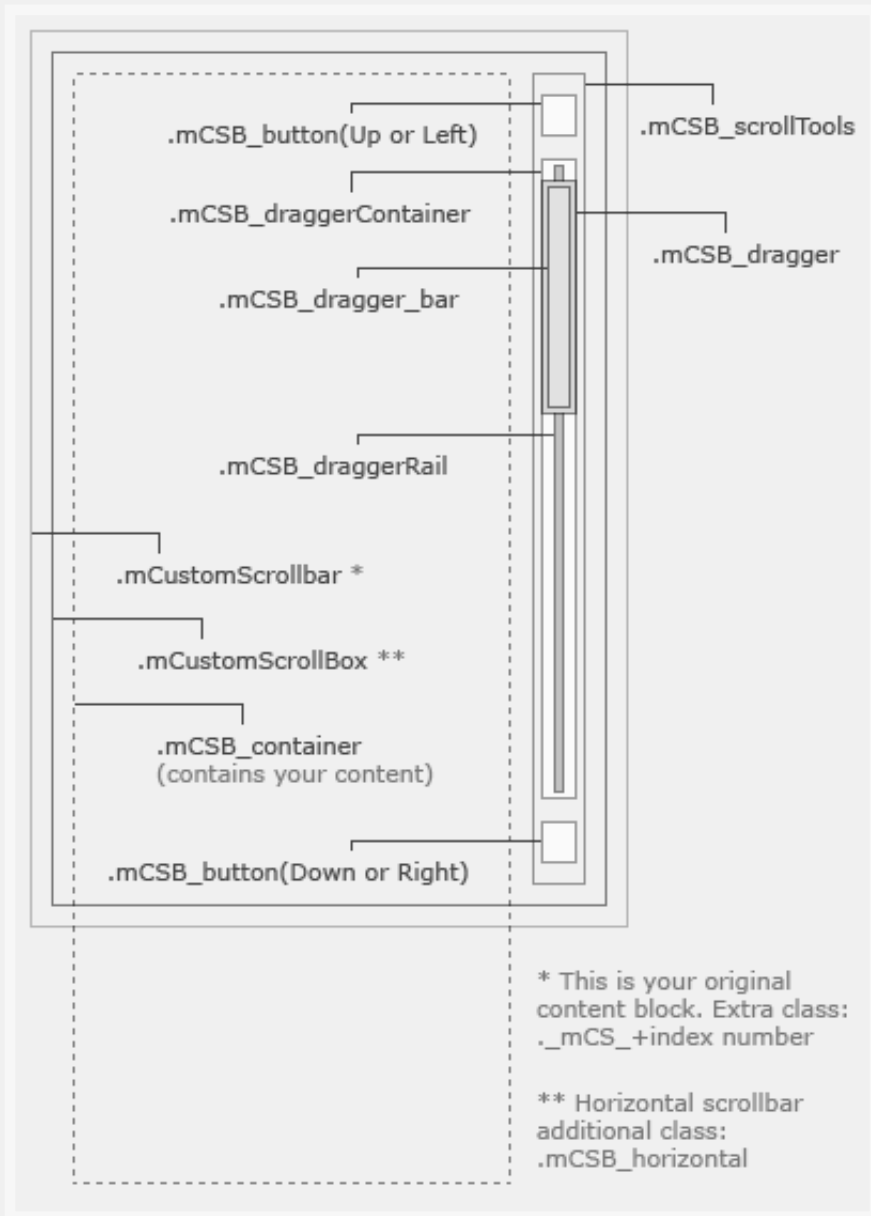 .mCSB_button(Up or Left)
.mCSB_scrollTools
.mCSB_draggerContainer
.mCSB_dragger
.mCSB_dragger_bar
.mCSB_draggerRail
.mCustomScrollbar *
.mCustomScrollBox **
.mCSB_container
(contains your content)
.mCSB_button(Down or Right)
* This is your original
content block. Extra class:
._mCS_+index number
** Horizontal scrollbar
additional class:
.mCSB_horizontal